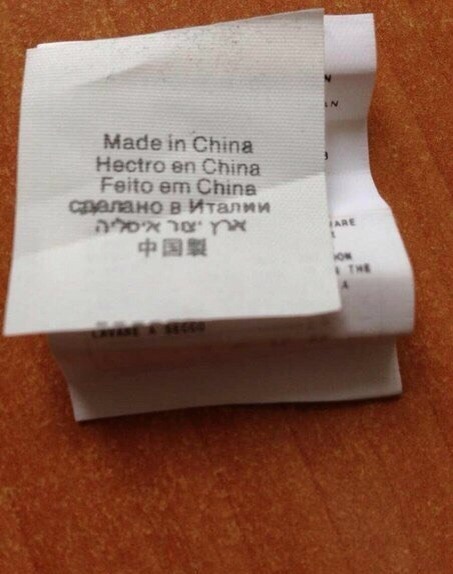 Made in China
Hectro en China
Feito em China
сделано в Италии
ארץ יצור איטליה
中国製
LAVARE A SECCO
THE